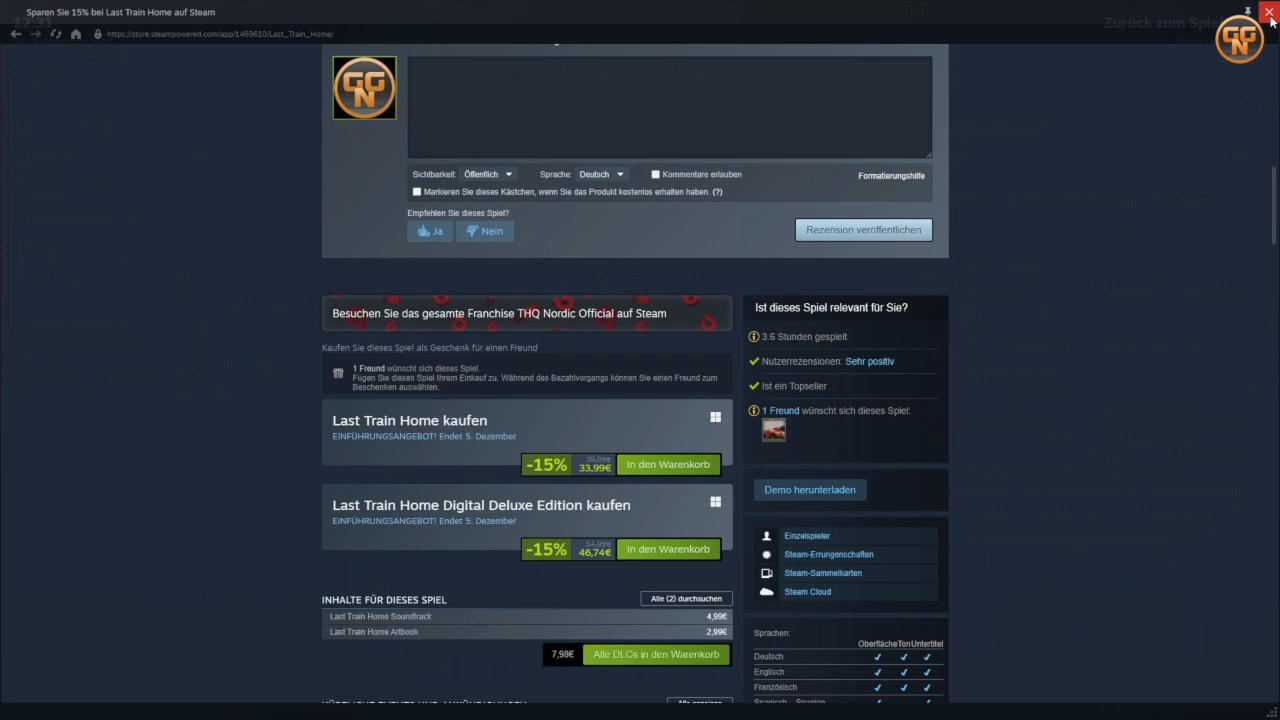 Sparen Sie 15% bei Last Train Home auf Steam
12:31
Zurück zum Spiel
https://store.steampowered.com/app/1469610/Last_Train_Home/
GGN
GGN
Sichtbarkeit: Öffentlich
Sprache: Deutsch
Kommentare erlauben
Formatierungshilfe
Markieren Sie dieses Kästchen, wenn Sie das Produkt kostenlos erhalten haben. (?)
Empfehlen Sie dieses Spiel?
Ja
Nein
Rezension veröffentlichen
Besuchen Sie das gesamte Franchise THQ Nordic Official auf Steam
Kaufen Sie dieses Spiel als Geschenk für einen Freund
1 Freund wünscht sich dieses Spiel.
Fügen Sie dieses Spiel Ihrem Einkauf zu. Während des Bezahlvorgangs können Sie einen Freund zum
Beschenken auswählen.
Last Train Home kaufen
EINFÜHRUNGSANGEBOT! Endet 5. Dezember
-15%
39,99€
33,99€
In den Warenkorb
Last Train Home Digital Deluxe Edition kaufen
EINFÜHRUNGSANGEBOT! Endet 5. Dezember
-15%
54,99€
46,74€
In den Warenkorb
INHALTE FÜR DIESES SPIEL
Alle (2) durchsuchen
Last Train Home Soundtrack 4,99€
Last Train Home Artbook 2,99€
7,98€
Alle DLCs in den Warenkorb
Ist dieses Spiel relevant für Sie?
3.6 Stunden gespielt
Nutzerrezensionen: Sehr positiv
Ist ein Topseller
1 Freund wünscht sich dieses Spiel:
Demo herunterladen
Einzelspieler
Steam-Errungenschaften
Steam-Sammelkarten
Steam Cloud
Sprachen:
Oberfläche Ton Untertitel
Deutsch
Englisch
Französisch
Spanisch - Spanien